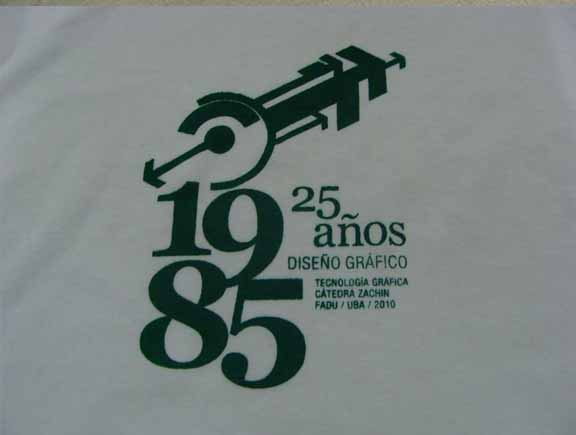 19
85
25
años
DISEÑO GRÁFICO
TECNOLOGÍA GRÁFICA
CÁTEDRA ZACHIN
FADU / UBA / 2010